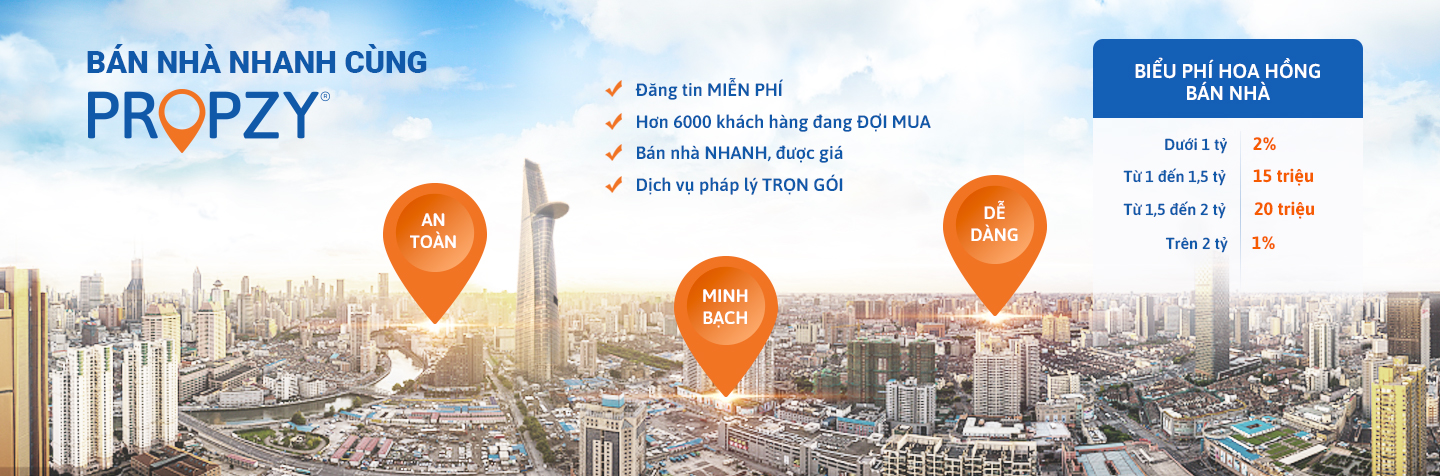 BÁN NHÀ NHANH CÙNG
PROPZY®
Đăng tin MIỄN PHÍ
Hơn 6000 khách hàng đang ĐỢI MUA
Bán nhà NHANH, được giá
Dịch vụ pháp lý TRỌN GÓI
AN
TOÀN
MINH
BẠCH
DỄ
DÀNG
BIỂU PHÍ HOA HỒNG
BÁN NHÀ
Dưới 1 tỷ 2%
Từ 1 đến 1,5 tỷ 15 triệu
Từ 1,5 đến 2 tỷ 20 triệu
Trên 2 tỷ 1%